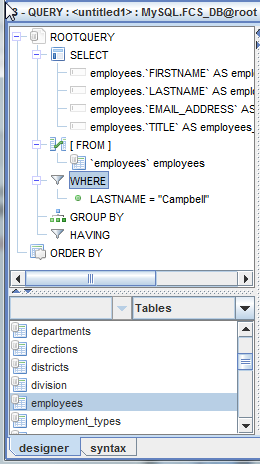 3 - QUERY : <untitled1> : MySQL.FCS_DB@root
ROOTQUERY
SELECT
employees.`FIRSTNAME` AS emplo
employees.`LASTNAME` AS emplo
employees.`EMAIL_ADDRESS` AS
employees.`TITLE` AS employees_
[ FROM ]
`employees` employees
WHERE
LASTNAME = "Campbell"
GROUP BY
HAVING
ORDER BY
Tables
departments
directions
districts
division
employees
employment_types
designer syntax